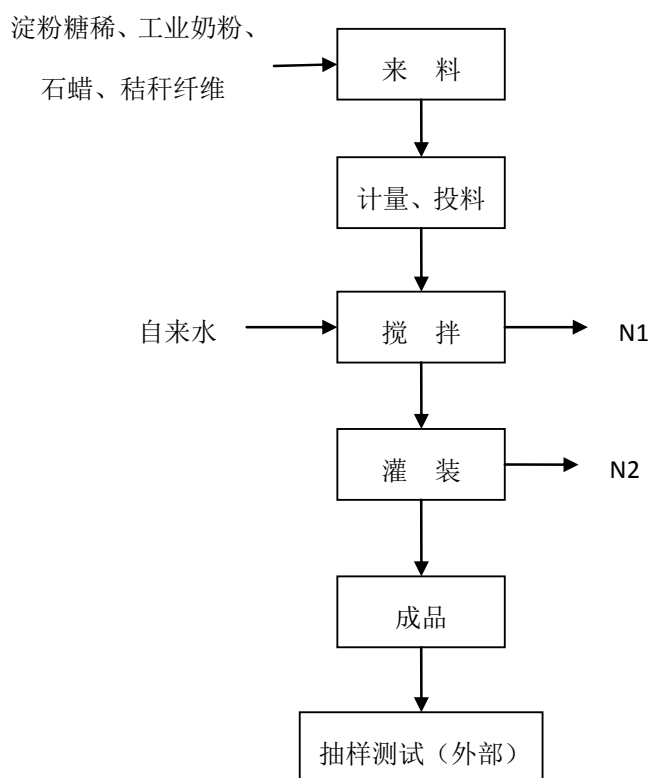 淀粉糖稀、工业奶粉、
石蜡、秸秆纤维
来 料
计量、投料
自来水
搅 拌
N1
灌 装
N2
成品
抽样测试（外部）